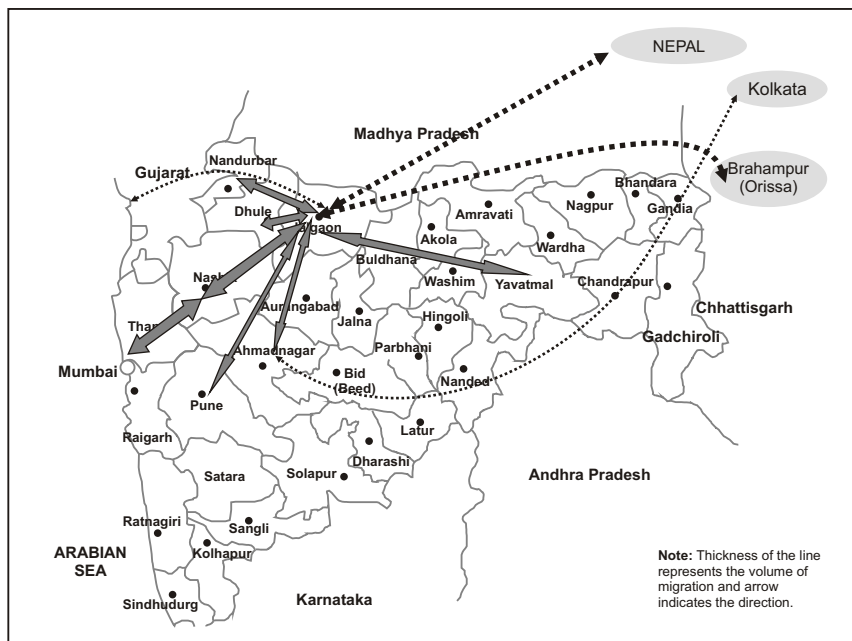 NEPAL
Kolkata
Madhya Pradesh
Nandurbar
Gujarat
Brahampur
(Orissa)
Bhandara
Nagpur
Gandia
Dhule
Amravati
Akola
Wardha
Buldhana
Washim
Yavatmal
Chandrapur
Aurangabad
Chhattisgarh
Jalna
Hingoli
Gadchiroli
Ahmadnagar
Parbhani
Mumbai
Bid
(Beed)
Nanded
Pune
Raigarh
Latur
Dharashi
Satara
Solapur
Andhra Pradesh
Ratnagiri
Sangli
ARABIAN
SEA
Kolhapur
Note: Thickness of the line
represents the volume of
migration and arrow
indicates the direction.
Sindhudurg
Karnataka